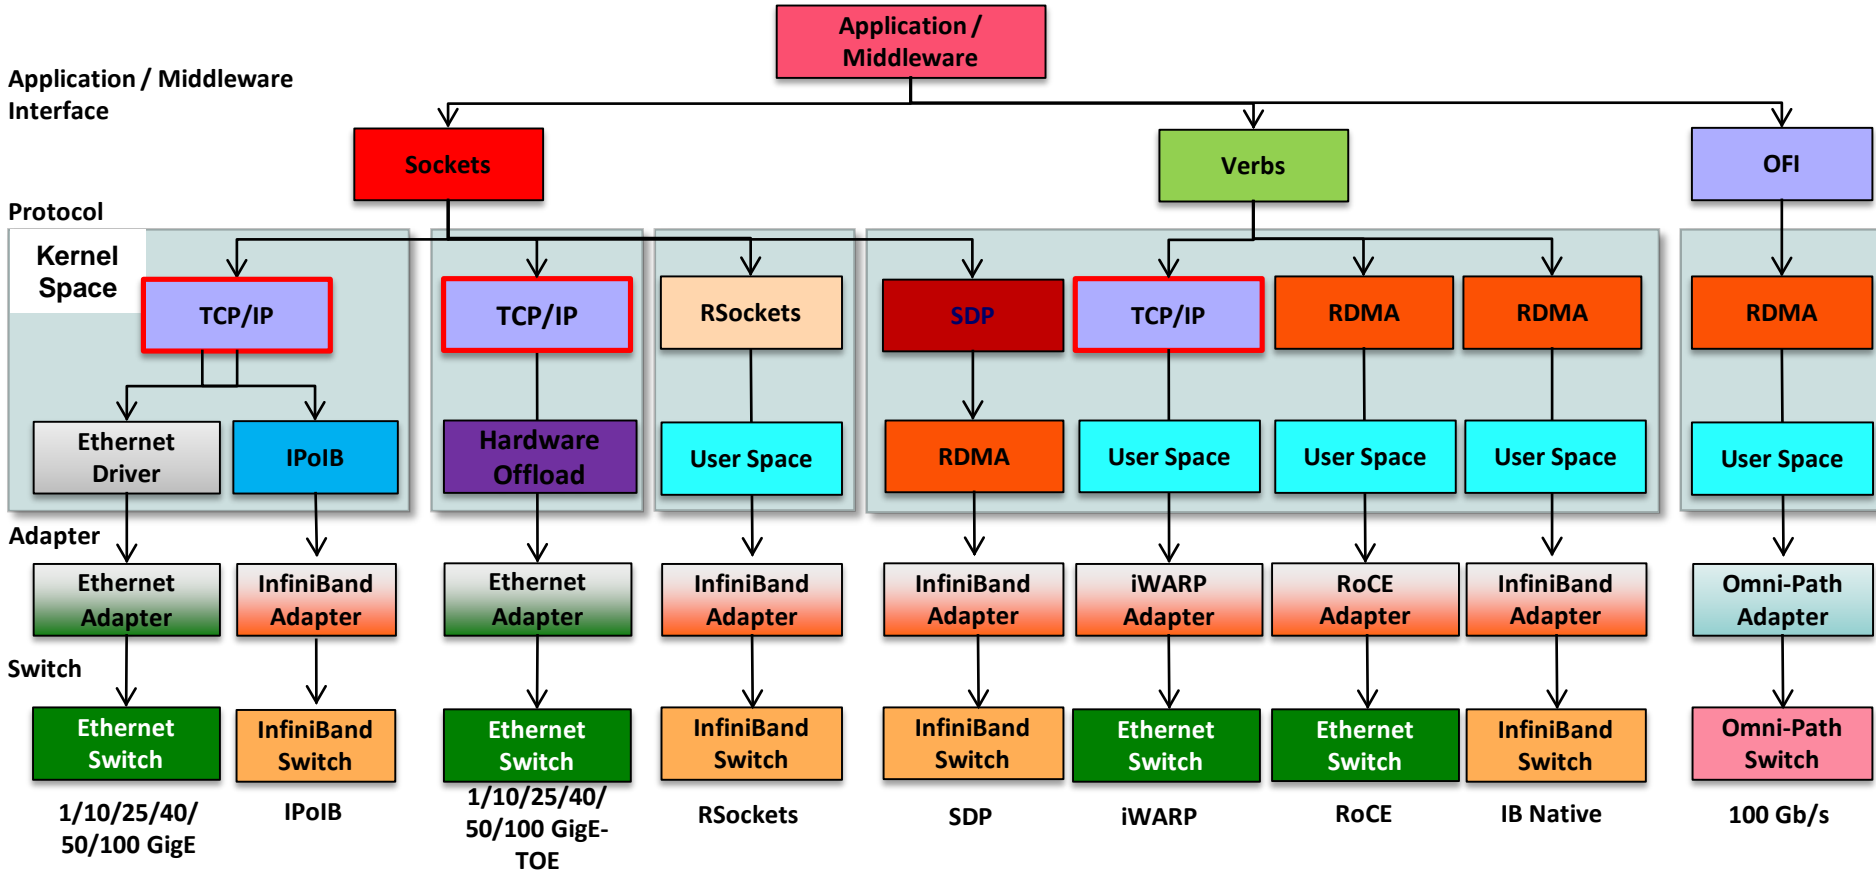 Application /
Middleware
Application / Middleware
Interface
Sockets
Verbs
OFI
Protocol
Kernel
Space
TCP/IP
TCP/IP
RSockets
SDP
TCP/IP
RDMA
RDMA
RDMA
Ethernet
Driver
IPoIB
Hardware
Offload
User Space
RDMA
User Space
User Space
User Space
User Space
Adapter
Ethernet
Adapter
InfiniBand
Adapter
Ethernet
Adapter
InfiniBand
Adapter
InfiniBand
Adapter
iWARP
Adapter
RoCE
Adapter
InfiniBand
Adapter
Omni-Path
Adapter
Switch
Ethernet
Switch
InfiniBand
Switch
Ethernet
Switch
InfiniBand
Switch
InfiniBand
Switch
Ethernet
Switch
Ethernet
Switch
InfiniBand
Switch
Omni-Path
Switch
1/10/25/40/
50/100 GigE
IPoIB
1/10/25/40/
50/100 GigE-
TOE
RSockets
SDP
iWARP
RoCE
IB Native
100 Gb/s